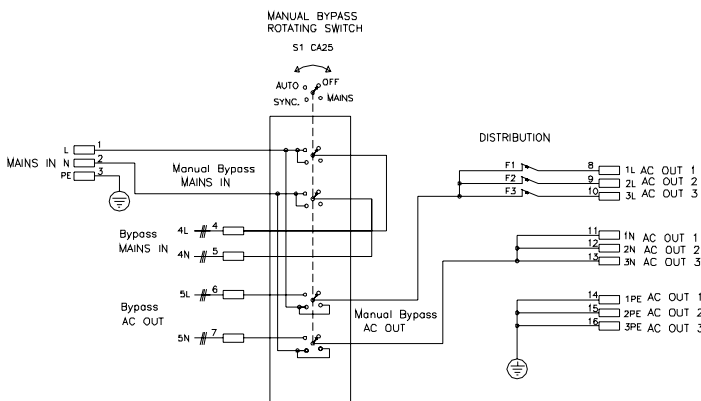 MANUAL BYPASS
ROTATING SWITCH
S1 CA25
AUTO OFF
SYNC. MAINS
DISTRIBUTION
L 1
MAINS IN N 2
PE 3
Manual Bypass
MAINS IN
F1 8 1L AC OUT 1
F2 9 2L AC OUT 2
F3 10 3L AC OUT 3
Bypass
MAINS IN
4L 4
4N 5
11 1N AC OUT 1
12 2N AC OUT 2
13 3N AC OUT 3
Bypass
AC OUT
5L 6
5N 7
Manual Bypass
AC OUT
14 1PE AC OUT 1
15 2PE AC OUT 2
16 3PE AC OUT 3